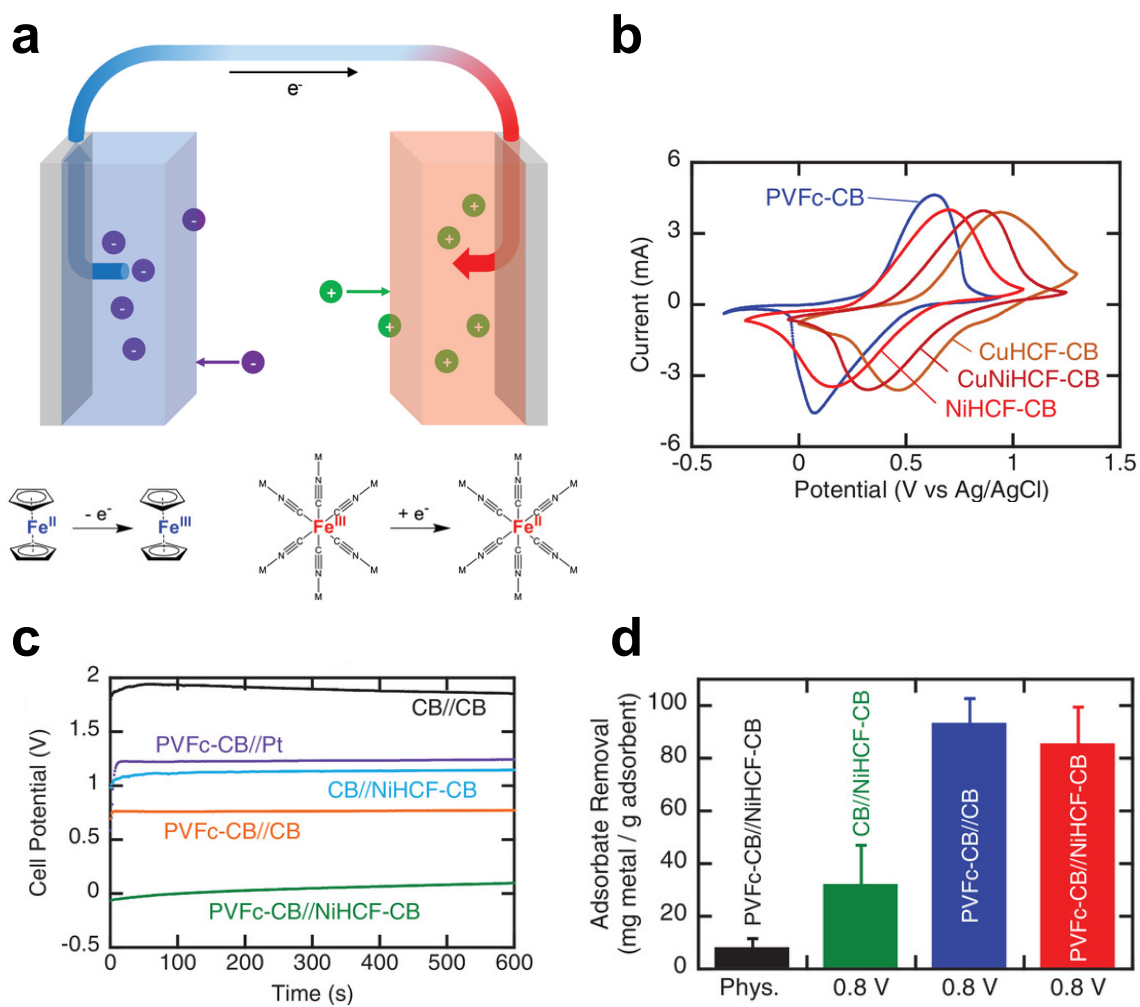 a
e-
-
-
-
-
-
-
+
+
+
+
+
+
Fe^II
- e-
Fe^III
M
N
C
Fe^III
+ e-
M
N
C
Fe^II
b
6
3
0
-3
-6
Current (mA)
PVFc-CB
CuHCF-CB
CuNiHCF-CB
NiHCF-CB
-0.5
0
0.5
1
1.5
Potential (V vs Ag/AgCl)
c
2
1.5
1
0.5
0
-0.5
Cell Potential (V)
CB//CB
PVFc-CB//Pt
CB//NiHCF-CB
PVFc-CB//CB
PVFc-CB//NiHCF-CB
0
100
200
300
400
500
600
Time (s)
d
100
80
60
40
20
0
Adsorbate Removal
(mg metal / g adsorbent)
PVFc-CB//NiHCF-CB
CB//NiHCF-CB
PVFc-CB//CB
PVFc-CB//NiHCF-CB
Phys.
0.8 V
0.8 V
0.8 V